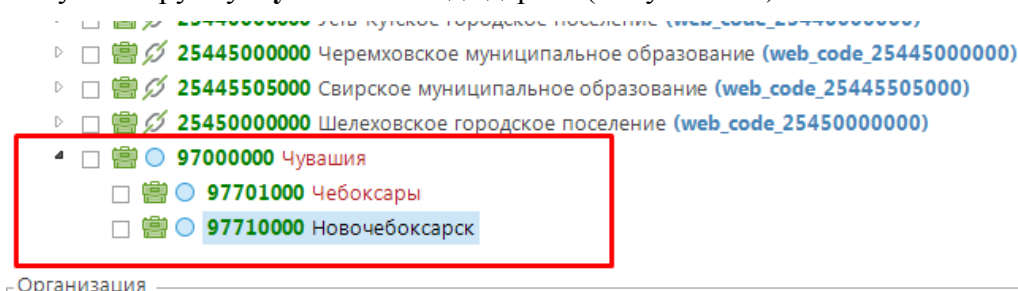 25445000000 Черемховское муниципальное образование (web_code_25445000000)
25445505000 Свирское муниципальное образование (web_code_25445505000)
25450000000 Шелеховское городское поселение (web_code_25450000000)
97000000 Чувашия
97701000 Чебоксары
97710000 Новочебоксарск
Организация